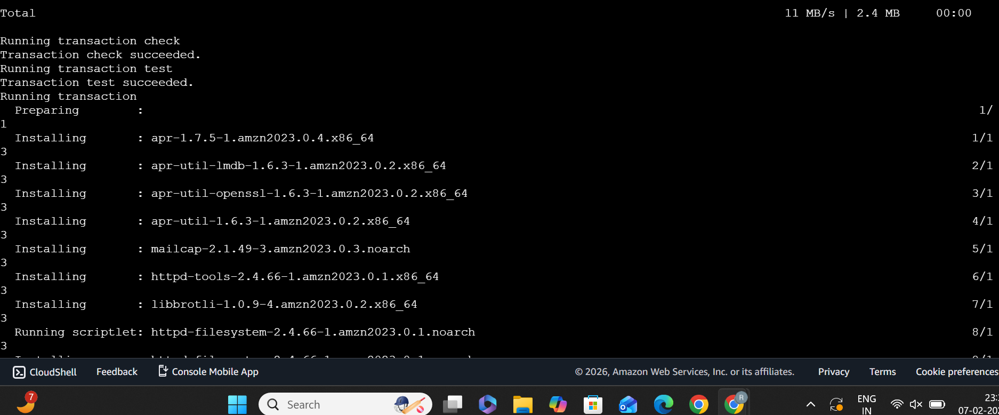 Total 11 MB/s | 2.4 MB 00:00
Running transaction check
Transaction check succeeded.
Running transaction test
Transaction test succeeded.
Running transaction
Preparing : 1/
1
Installing : apr-1.7.5-1.amzn2023.0.4.x86_64 1/1
3
Installing : apr-util-lmdb-1.6.3-1.amzn2023.0.2.x86_64 2/1
3
Installing : apr-util-openssl-1.6.3-1.amzn2023.0.2.x86_64 3/1
3
Installing : apr-util-1.6.3-1.amzn2023.0.2.x86_64 4/1
3
Installing : mailcap-2.1.49-3.amzn2023.0.3.noarch 5/1
3
Installing : httpd-tools-2.4.66-1.amzn2023.0.1.x86_64 6/1
3
Installing : libbrotli-1.0.9-4.amzn2023.0.2.x86_64 7/1
3
Running scriptlet: httpd-filesystem-2.4.66-1.amzn2023.0.1.noarch 8/1
3
CloudShell Feedback Console Mobile App © 2026, Amazon Web Services, Inc. or its affiliates. Privacy Terms Cookie preferences
7 Search R ENG 23:
IN 07-02-20